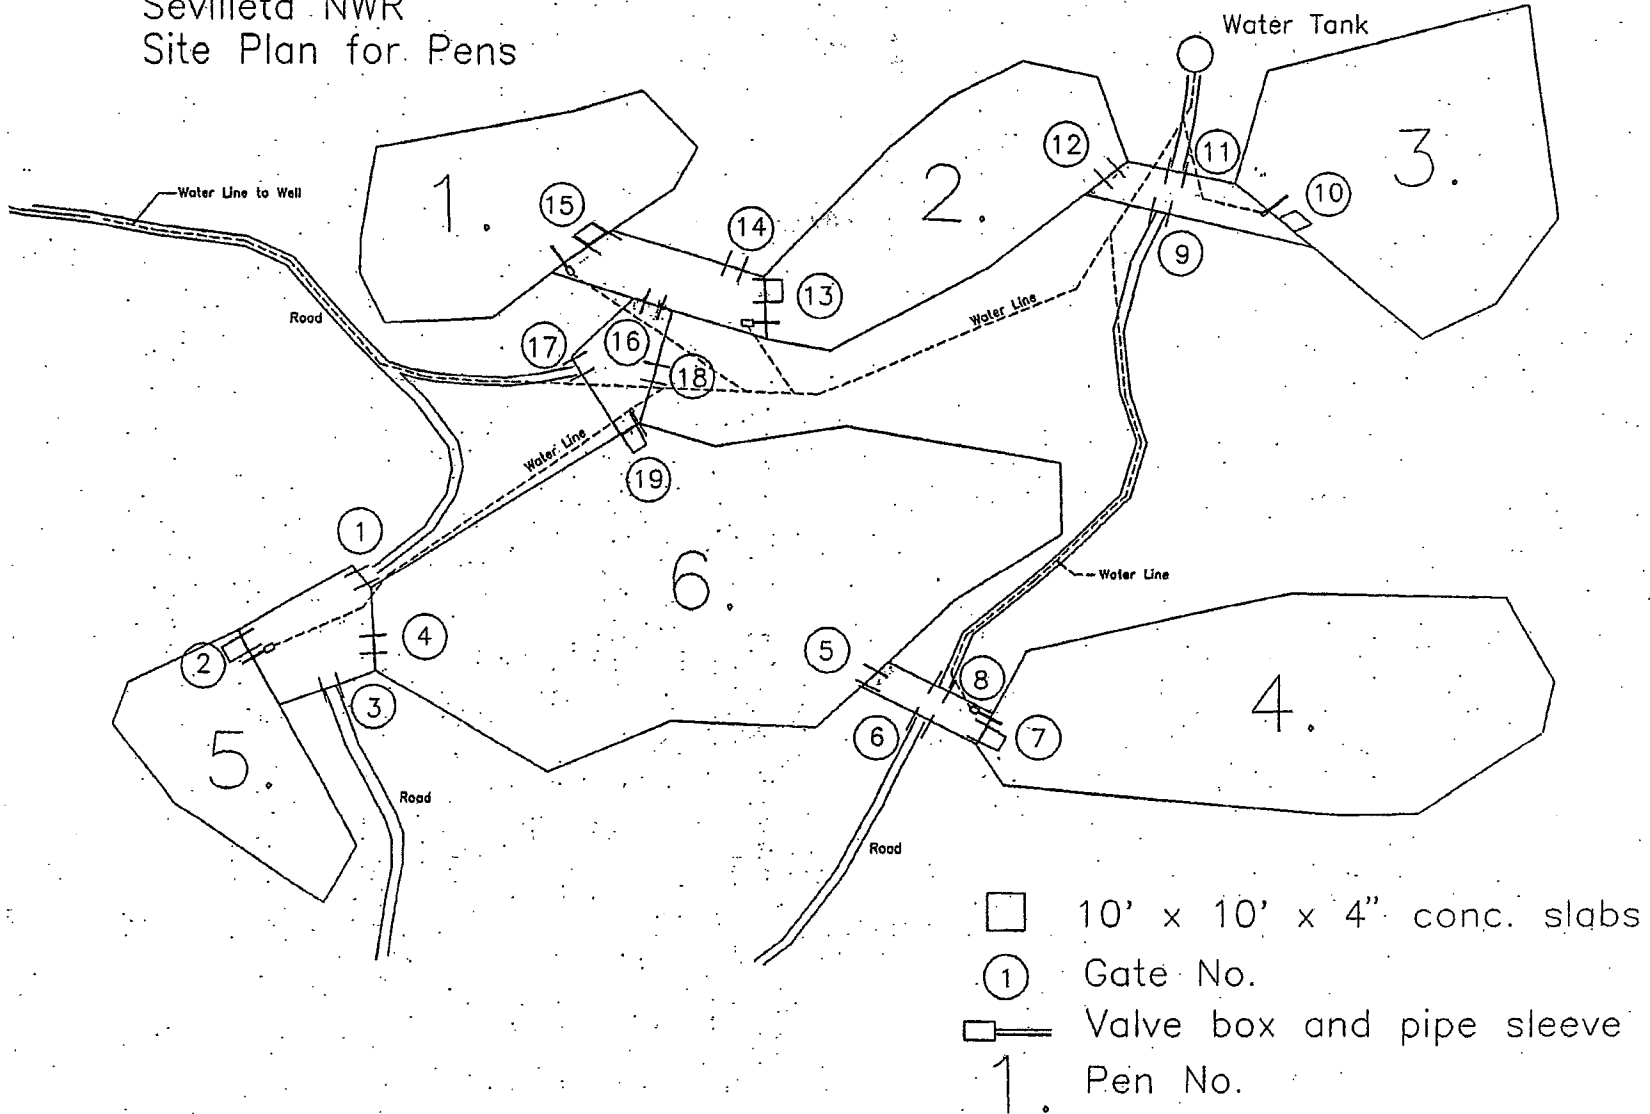 Sevilleta NWR
Site Plan for Pens
Water Tank
12
11
3.
1.
2.
10
Water Line to Well
15
14
9
13
Road
Water Line
17
16
18
Water Line
19
1
6.
Water Line
4
5
2
8
4.
3
6
7
5.
Road
Road
10' x 10' x 4" conc. slabs
1 Gate No.
Valve box and pipe sleeve
1. Pen No.